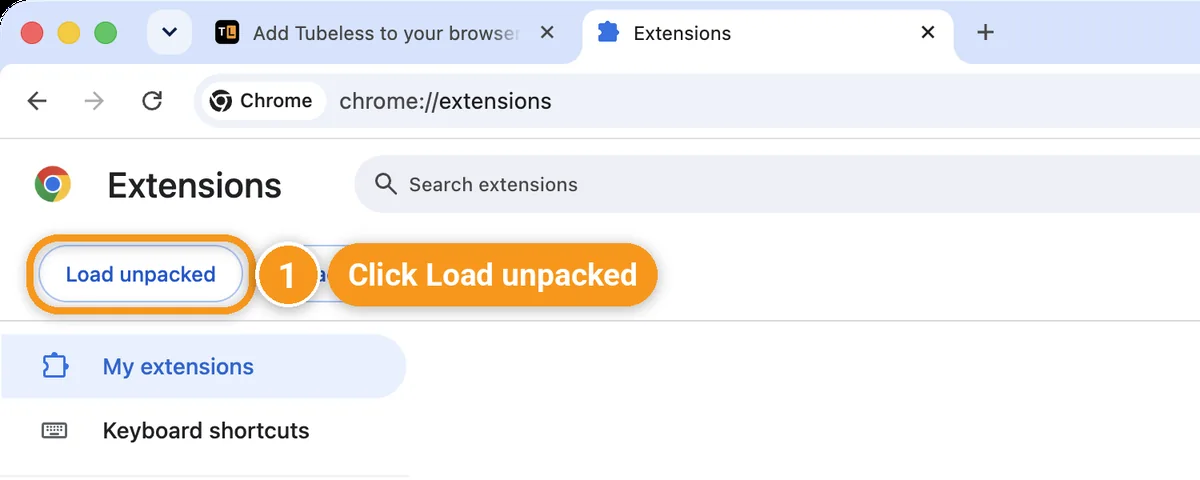 TL Add Tubeless to your browser
Extensions
Chrome chrome://extensions
Extensions
Search extensions
Load unpacked
1 Click Load unpacked
My extensions
Keyboard shortcuts